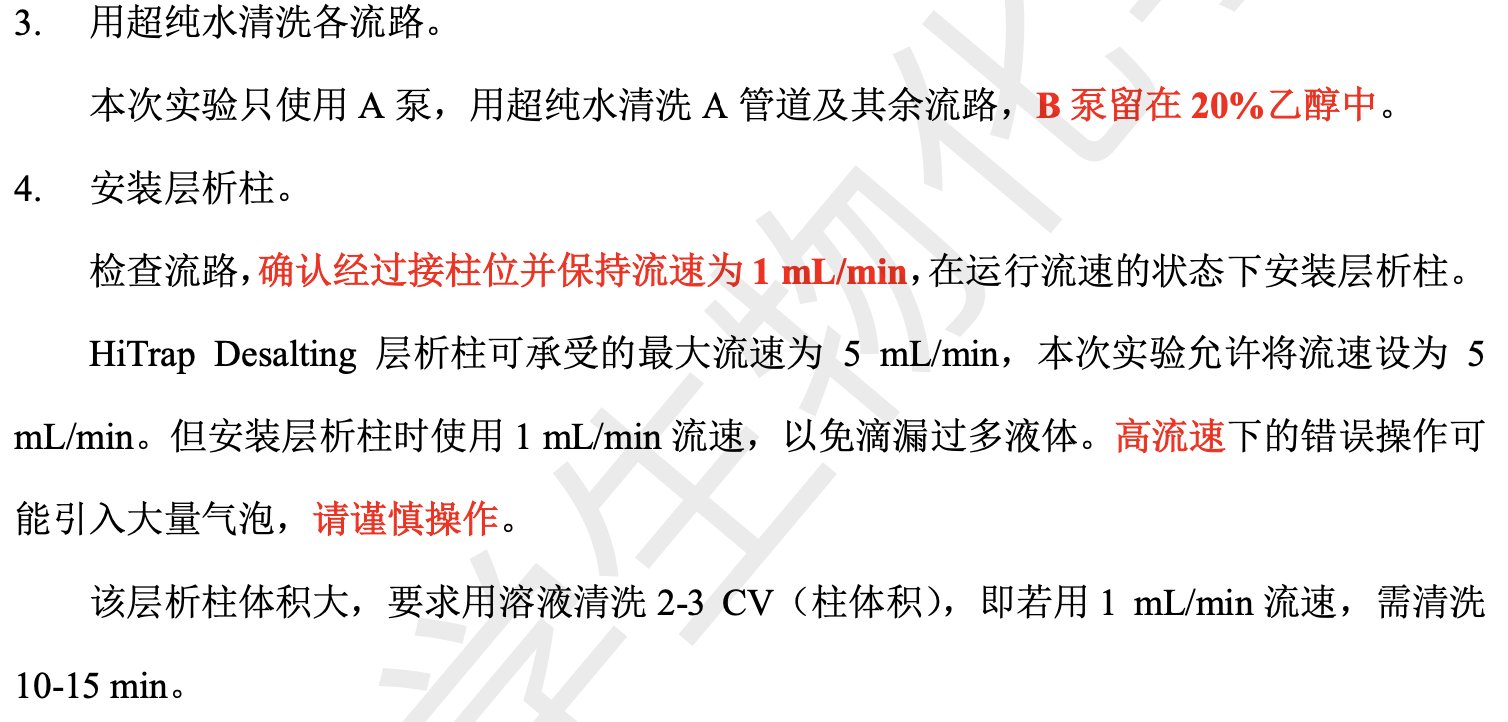 3. 用超纯水清洗各流路。
本次实验只使用 A 泵，用超纯水清洗 A 管道及其余流路，B 泵留在 20%乙醇中。
4. 安装层析柱。
检查流路，确认经过接柱位并保持流速为 1 mL/min，在运行流速的状态下安装层析柱。
HiTrap Desalting 层析柱可承受的最大流速为 5 mL/min，本次实验允许将流速设为 5
mL/min。但安装层析柱时使用 1 mL/min 流速，以免滴漏过多液体。高流速下的错误操作可
能引入大量气泡，请谨慎操作。
该层析柱体积大，要求用溶液清洗 2-3 CV（柱体积），即若用 1 mL/min 流速，需清洗
10-15 min。
学生物化学